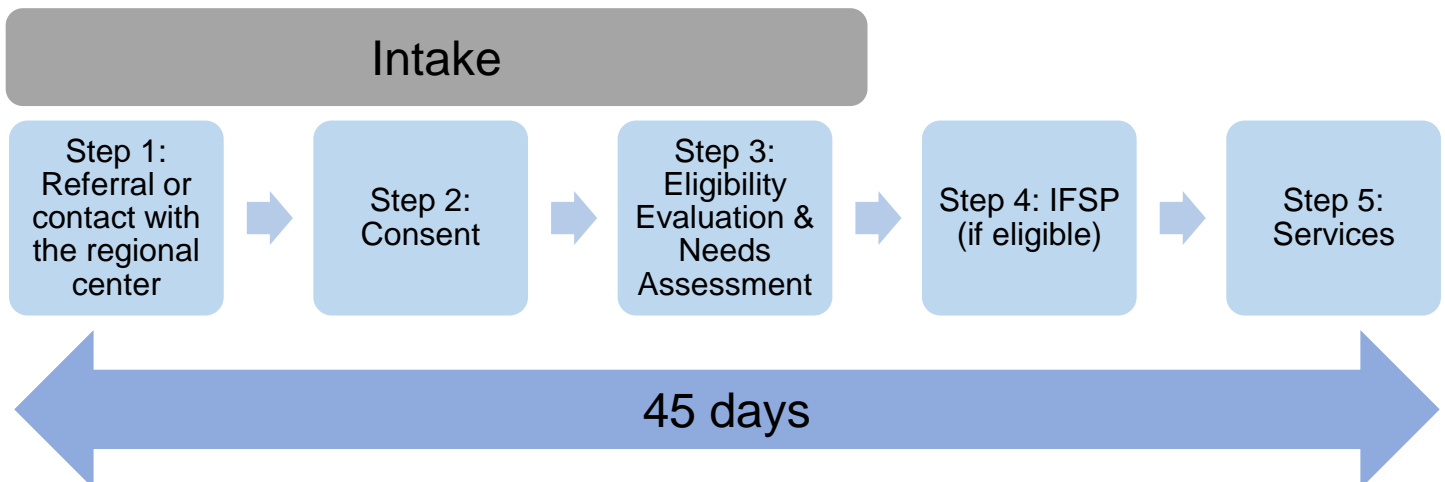 Intake
Step 1:
Referral or
contact with
the regional
center
Step 2:
Consent
Step 3:
Eligibility
Evaluation &
Needs
Assessment
Step 4: IFSP
(if eligible)
Step 5:
Services
45 days